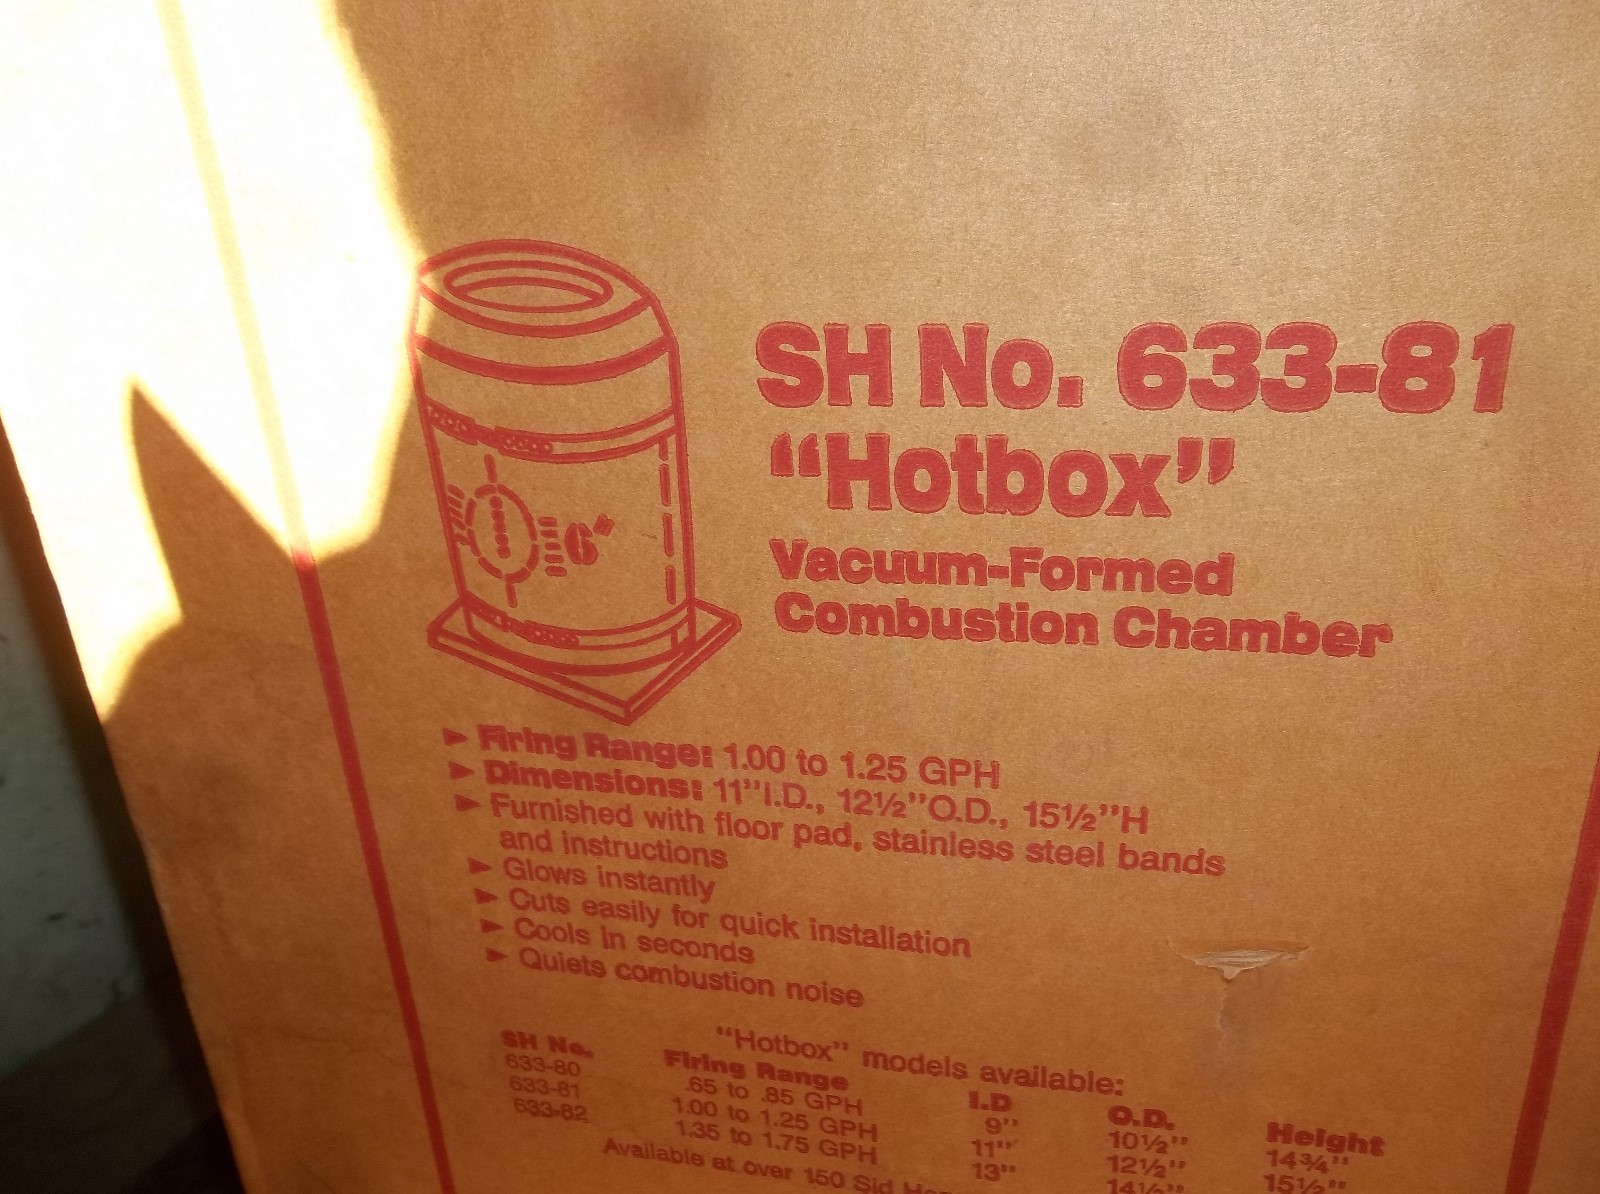 SH No. 633-81
“Hotbox”
Vacuum-Formed
Combustion Chamber
6"
► Firing Range: 1.00 to 1.25 GPH
► Dimensions: 11”I.D., 12½”O.D., 15½”H
► Furnished with floor pad, stainless steel bands
and instructions
► Glows instantly
► Cuts easily for quick installation
► Cools in seconds
► Quiets combustion noise
“Hotbox” models available:
SH No. Firing Range I.D O.D. Height
633-80 .65 to .85 GPH 9” 10½” 14¾”
633-81 1.00 to 1.25 GPH 11” 12½” 15½”
633-82 1.35 to 1.75 GPH 13” 14½”
Available at over 150 Sid